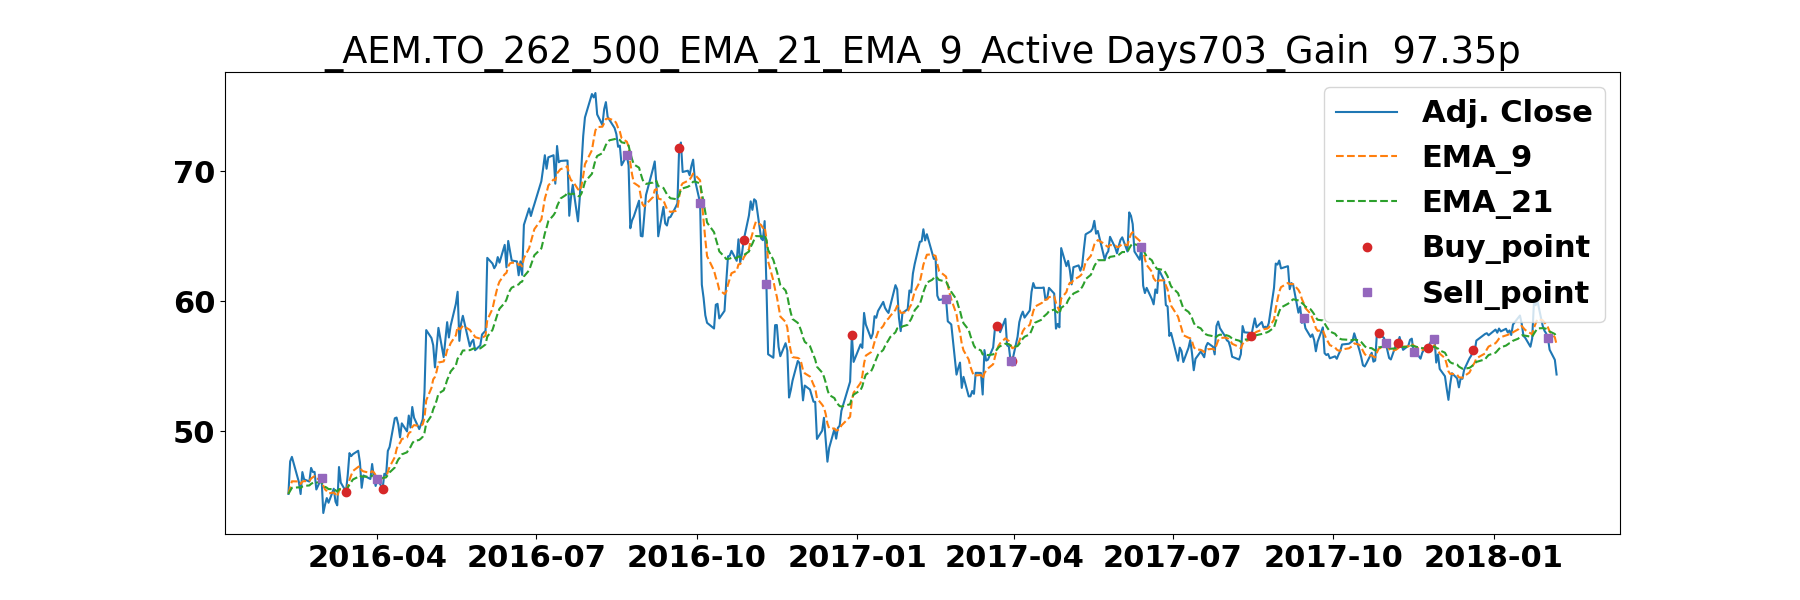 _AEM.TO_262_500_EMA_21_EMA_9_Active Days703_Gain  97.35p
Adj. Close
EMA_9
EMA_21
Buy_point
Sell_point
70
60
50
2016-04 2016-07 2016-10 2017-01 2017-04 2017-07 2017-10 2018-01